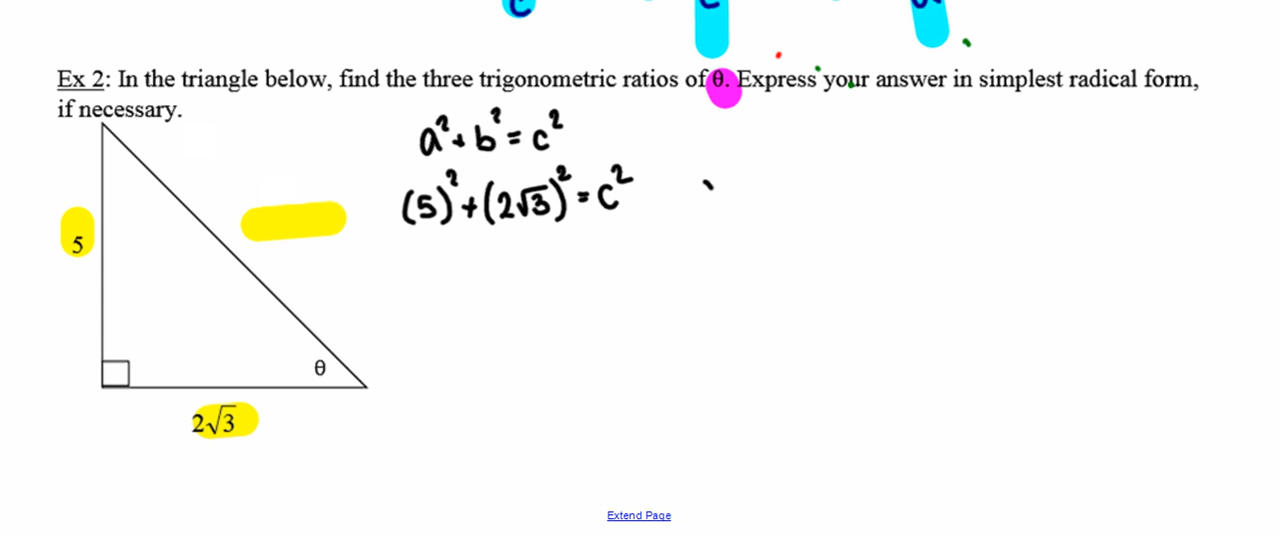 c c
Ex 2: In the triangle below, find the three trigonometric ratios of θ. Express your answer in simplest radical form,
if necessary.
a² + b² = c²
(5)² + (2√3)² = c²
5
θ
2√3
Extend Page